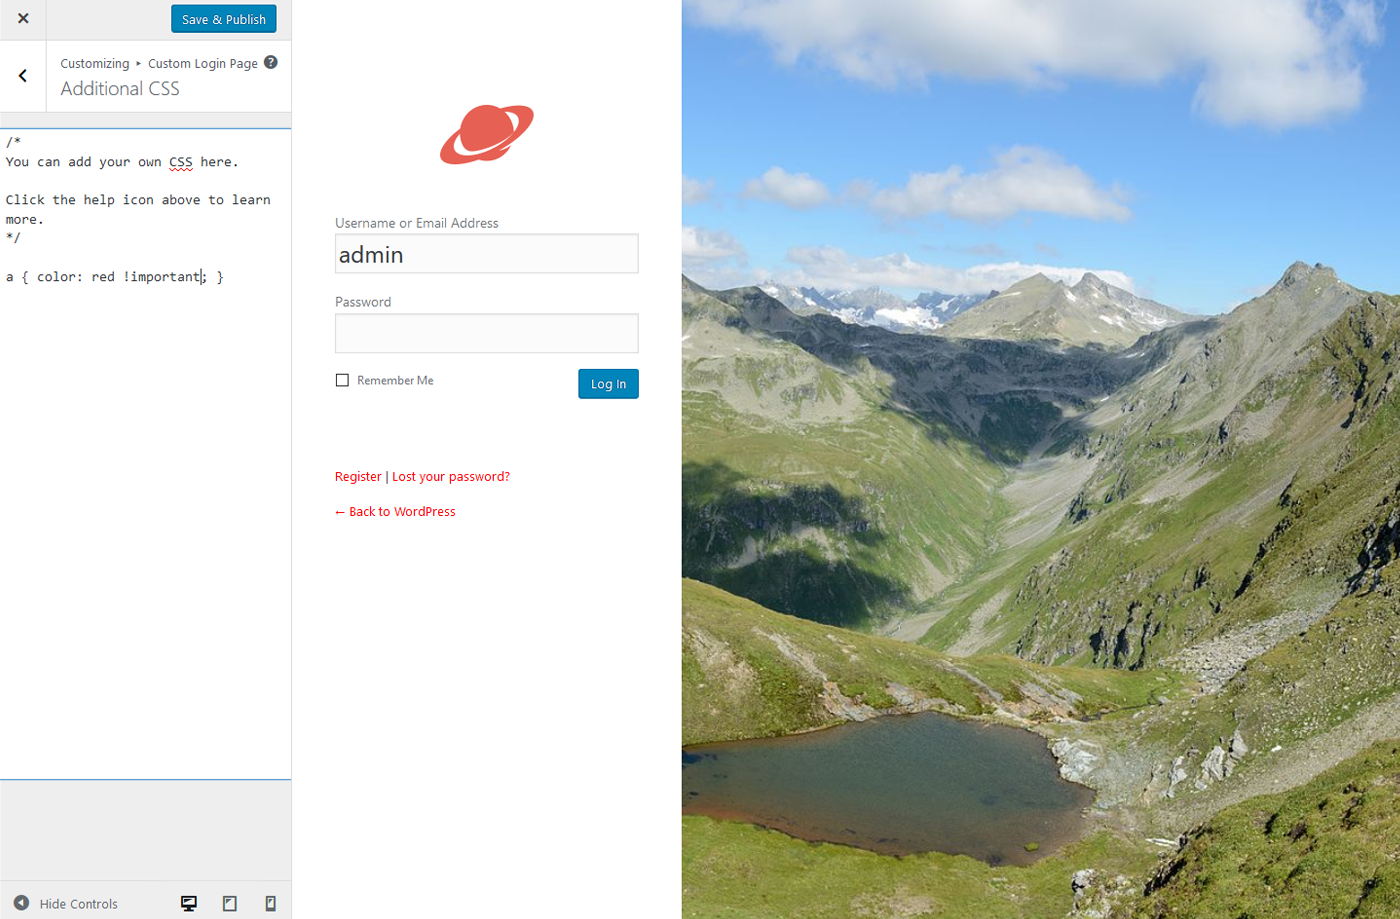 Save & Publish
Customizing ▸ Custom Login Page
Additional CSS
/*
You can add your own CSS here.
Click the help icon above to learn
more.
*/
a { color: red !important; }
Hide Controls
Username or Email Address
admin
Password
Remember Me
Log In
Register | Lost your password?
← Back to WordPress